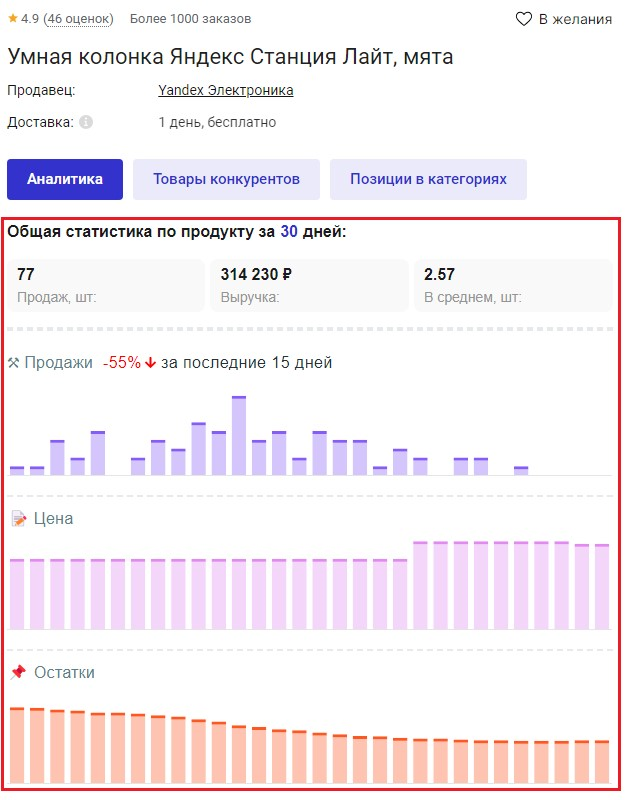 4.9 (46 оценок) Более 1000 заказов В желания
Умная колонка Яндекс Станция Лайт, мята
Продавец: Yandex Электроника
Доставка: 1 день, бесплатно
Аналитика Товары конкурентов Позиции в категориях
Общая статистика по продукту за 30 дней:
77 314 230 ₽ 2.57
Продаж, шт: Выручка: В среднем, шт:
Продажи -55% за последние 15 дней
Цена
Остатки